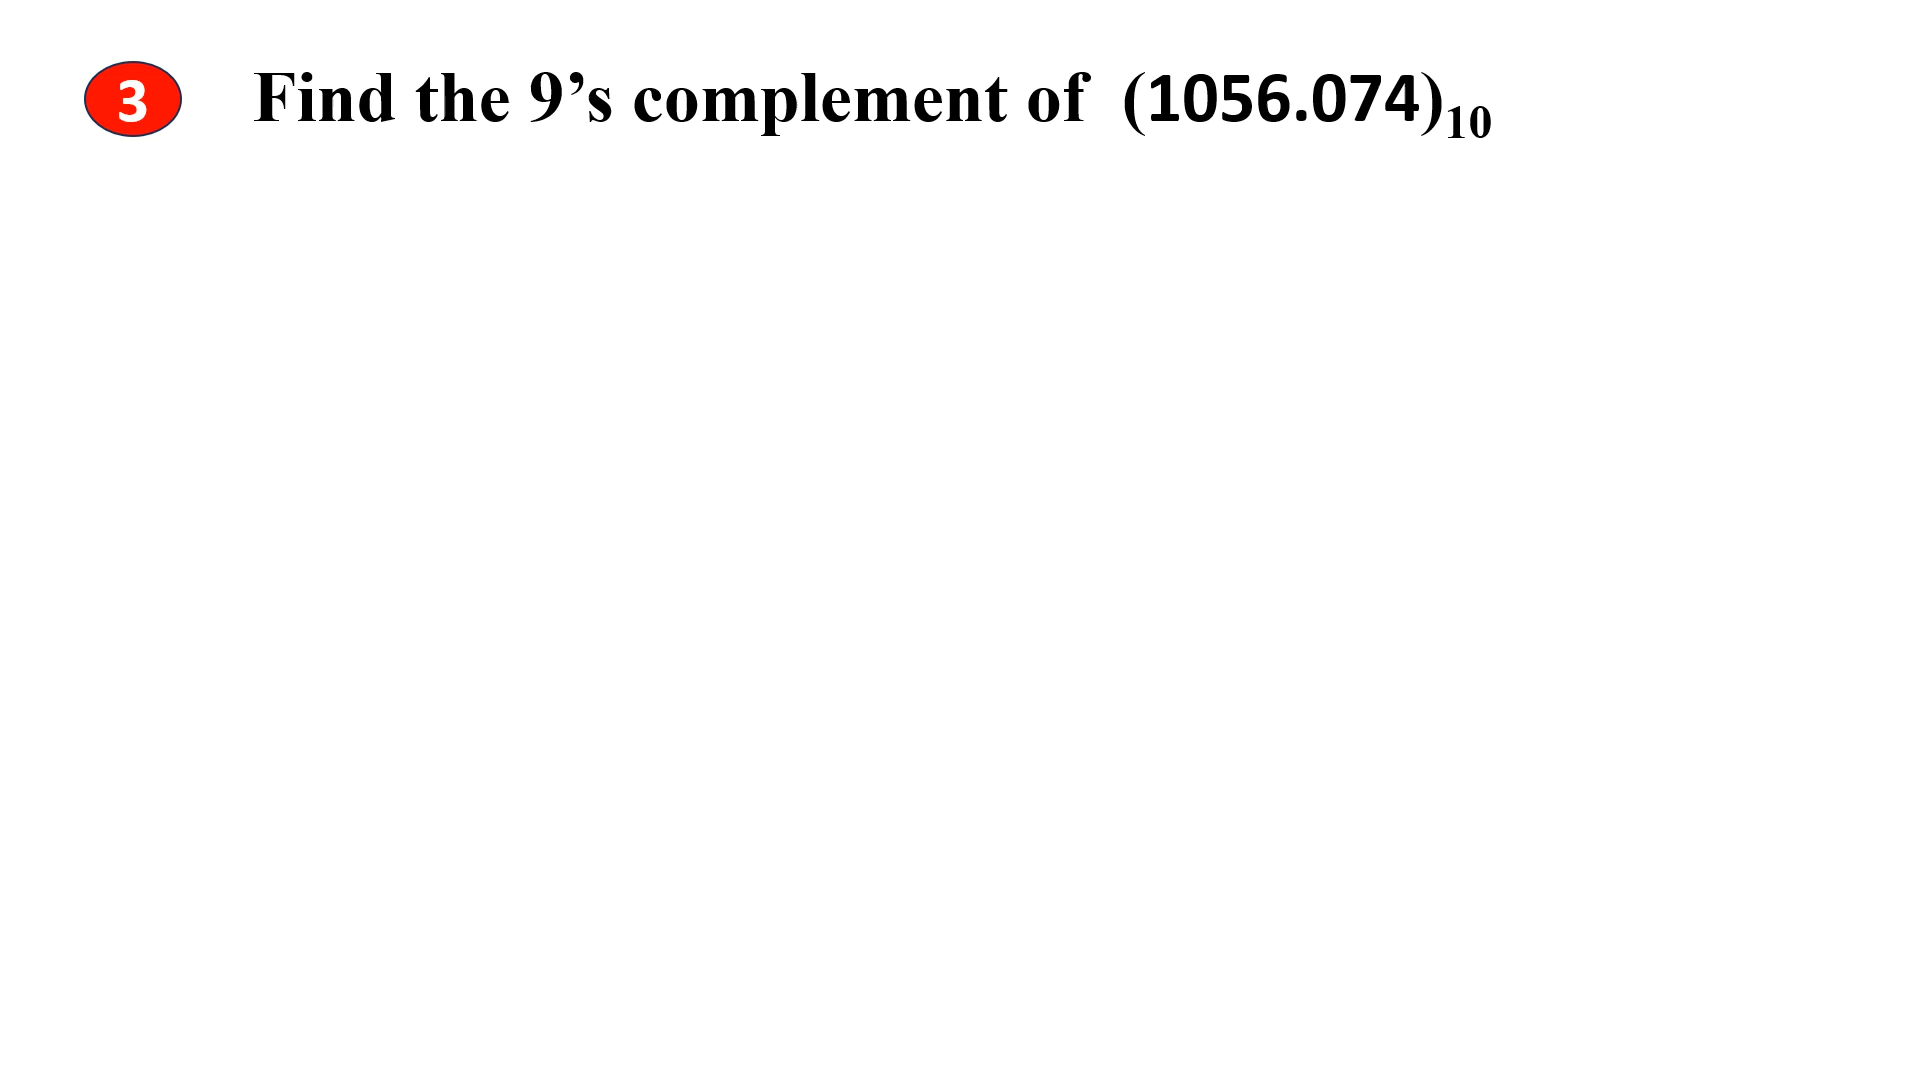 3 Find the 9’s complement of (1056.074)₁₀